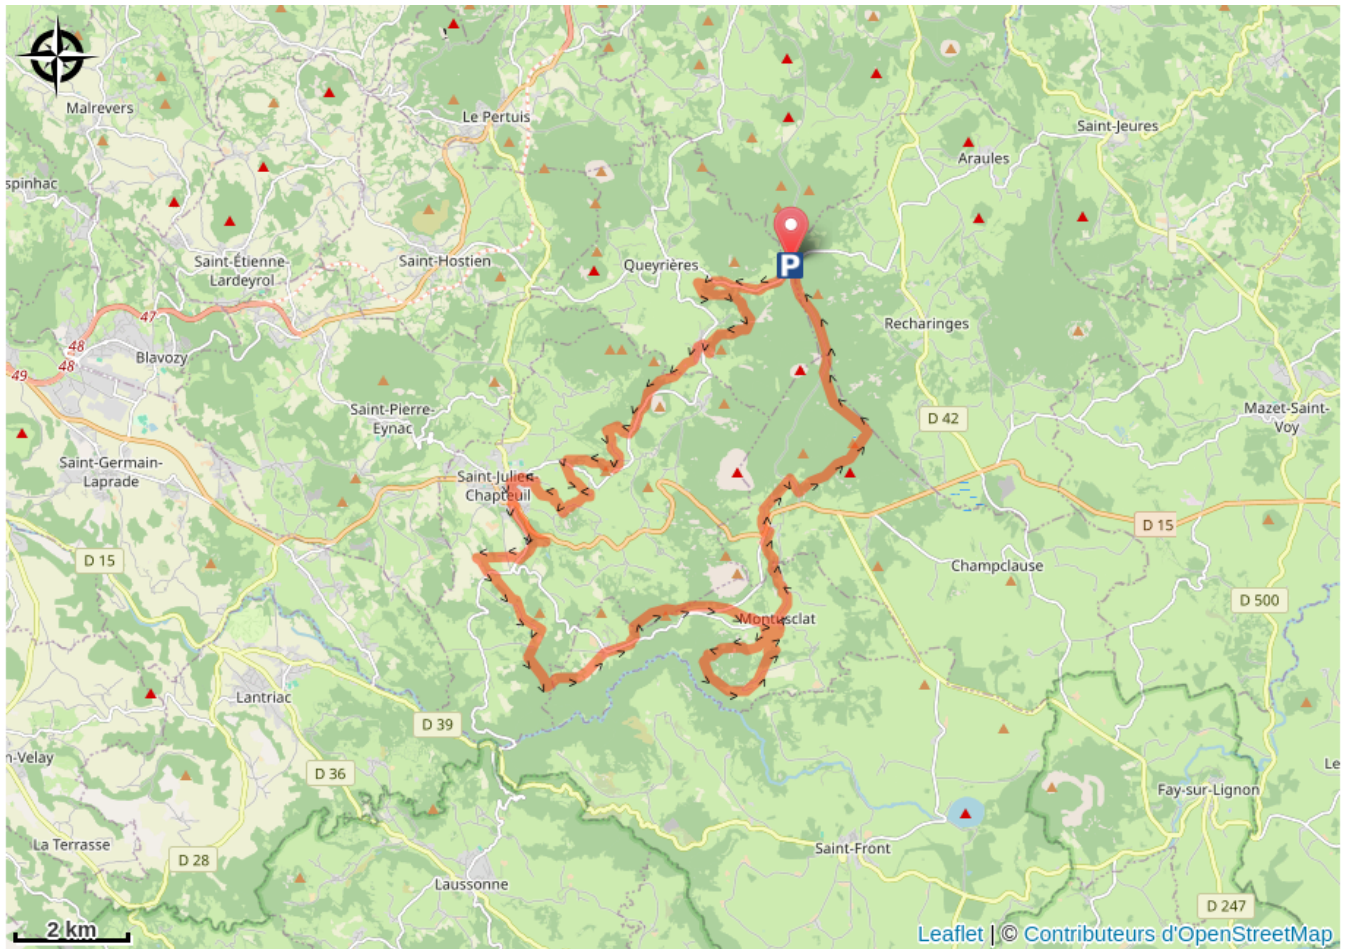 Malrevers
Le Pertuis
Saint-Jeures
Araules
spinhac
Saint-Étienne-
Lardeyrol
Saint-Hostien
Queyrières
P
47
Recharinges
48
Blavozy
48
49
Saint-Pierre-
Eynac
D 42
Mazet-Saint-
Voy
Saint-Germain-
Laprade
Saint-Julien-
Chapteuil
D 15
D 15
Champclause
D 500
Montusclat
Lantriac
D 39
n-Velay
D 36
Le
Fay-sur-Lignon
La Terrasse
Saint-Front
D 28
Laussonne
D 247
2 km
Leaflet | © Contributeurs d'OpenStreetMap